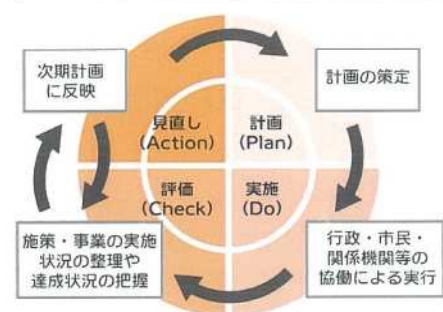 次期計画
に反映
計画の策定
見直し
(Action)
計画
(Plan)
評価
(Check)
実施
(Do)
施策・事業の実施
状況の整理や
達成状況の把握
行政・市民・
関係機関等の
協働による実行